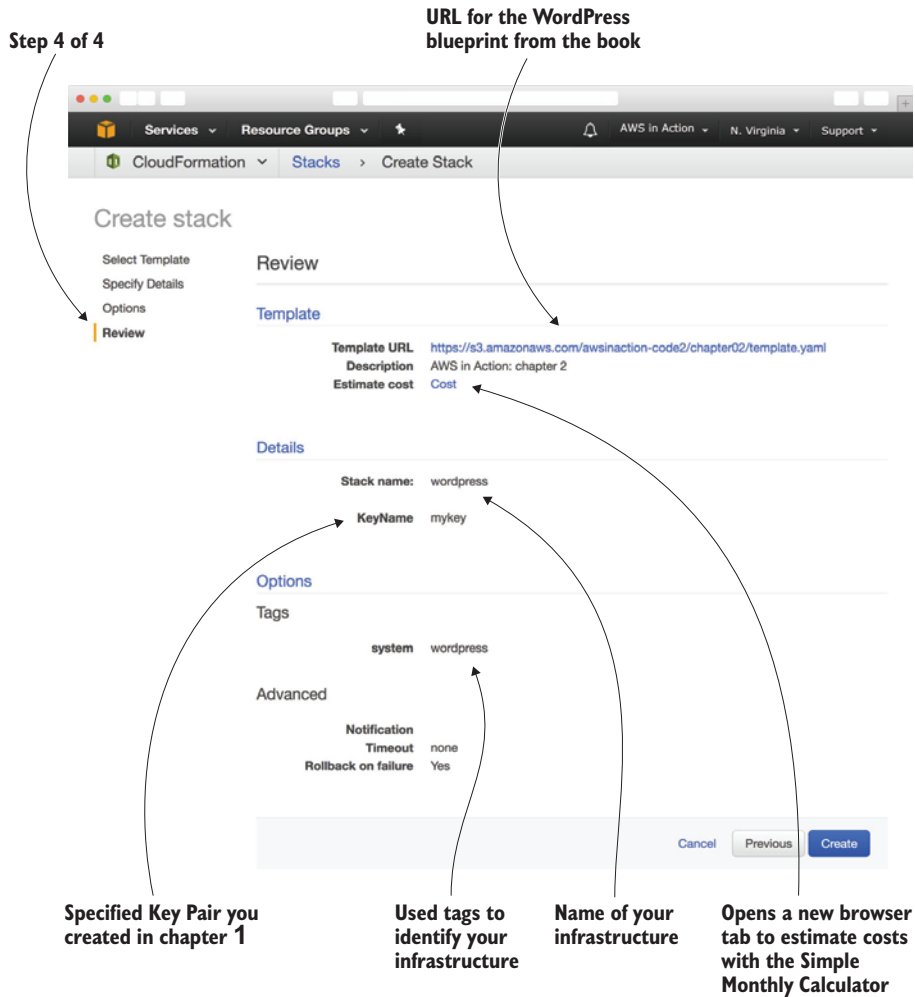 URL for the WordPress
blueprint from the book
Step 4 of 4
Services Resource Groups AWS in Action N. Virginia Support
CloudFormation Stacks > Create Stack
Create stack
Select Template
Specify Details
Options
Review
Review
Template
Template URL https://s3.amazonaws.com/awsinaction-code2/chapter02/template.yaml
Description AWS in Action: chapter 2
Estimate cost Cost
Details
Stack name: wordpress
KeyName mykey
Options
Tags
system wordpress
Advanced
Notification
Timeout none
Rollback on failure Yes
Cancel Previous Create
Specified Key Pair you
created in chapter 1
Used tags to
identify your
infrastructure
Name of your
infrastructure
Opens a new browser
tab to estimate costs
with the Simple
Monthly Calculator